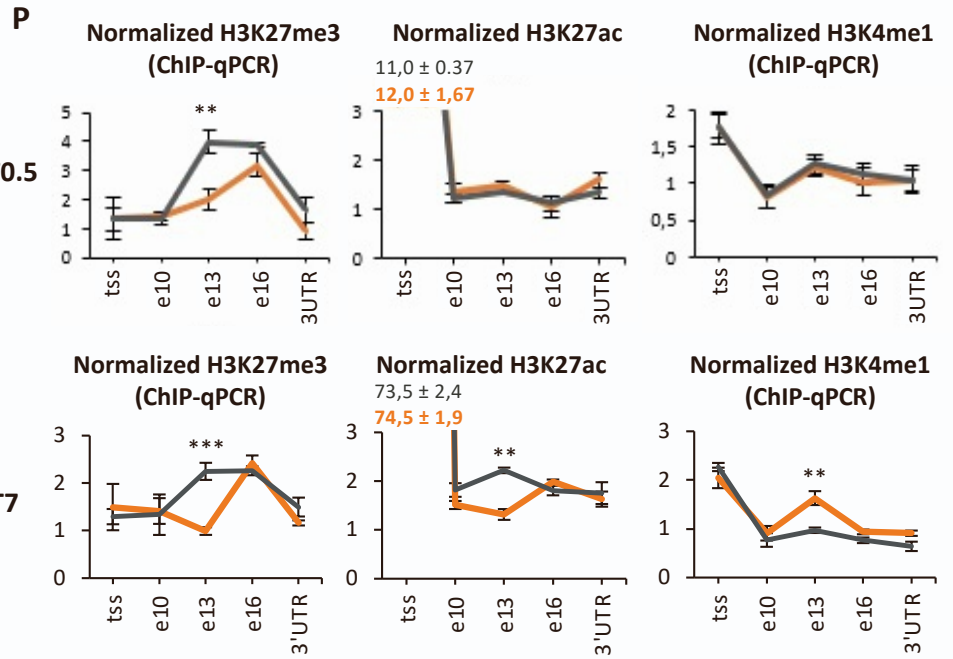 P
Normalized H3K27me3
(ChIP-qPCR)
Normalized H3K27ac
11,0 ± 0.37
12,0 ± 1,67
Normalized H3K4me1
(ChIP-qPCR)
0.5
5
4
3
2
1
0
**
tss
e10
e13
e16
3UTR
3
2
1
tss
e10
e13
e16
3UTR
2
1,5
1
0,5
0
tss
e10
e13
e16
3UTR
Normalized H3K27me3
(ChIP-qPCR)
Normalized H3K27ac
73,5 ± 2,4
74,5 ± 1,9
Normalized H3K4me1
(ChIP-qPCR)
T7
3
2
1
0
***
tss
e10
e13
e16
3'UTR
3
2
1
0
**
tss
e10
e13
e16
3'UTR
3
2
1
0
**
tss
e10
e13
e16
3'UTR